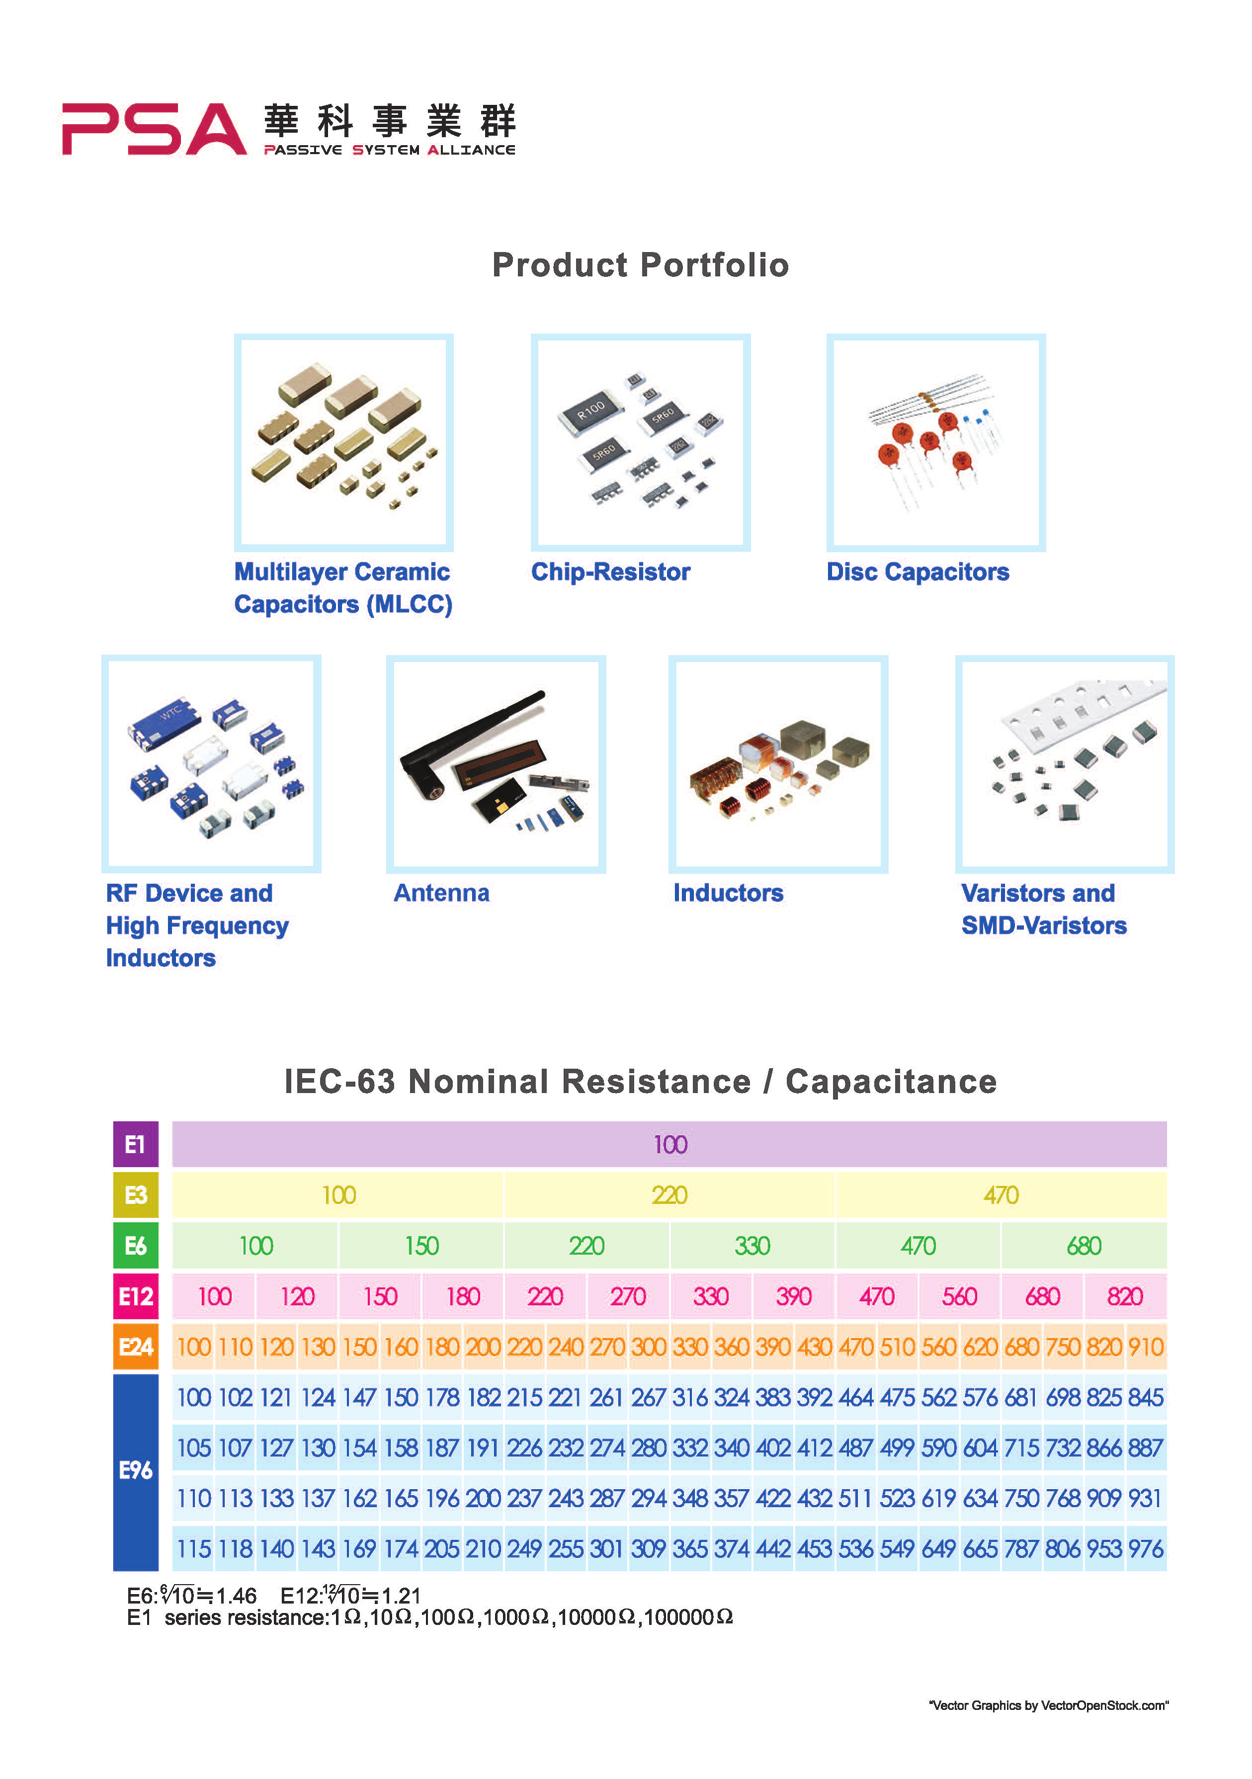 PSA 華科事業群
PASSIVE SYSTEM ALLIANCE
Product Portfolio
R100
5R60
5R60
Multilayer Ceramic
Capacitors (MLCC)
Chip-Resistor
Disc Capacitors
WTC
RF Device and
High Frequency
Inductors
Antenna
Inductors
Varistors and
SMD-Varistors
IEC-63 Nominal Resistance / Capacitance
E1 100
E3 100 220 470
E6 100 150 220 330 470 680
E12 100 120 150 180 220 270 330 390 470 560 680 820
E24 100 110 120 130 150 160 180 200 220 240 270 300 330 360 390 430 470 510 560 620 680 750 820 910
E96
100 102 121 124 147 150 178 182 215 221 261 267 316 324 383 392 464 475 562 576 681 698 825 845
105 107 127 130 154 158 187 191 226 232 274 280 332 340 402 412 487 499 590 604 715 732 866 887
110 113 133 137 162 165 196 200 237 243 287 294 348 357 422 432 511 523 619 634 750 768 909 931
115 118 140 143 169 174 205 210 249 255 301 309 365 374 442 453 536 549 649 665 787 806 953 976
E6:⁶√10≒1.46 E12:¹²√10≒1.21
E1 series resistance:1Ω,10Ω,100Ω,1000Ω,10000Ω,100000Ω
"Vector Graphics by VectorOpenStock.com"